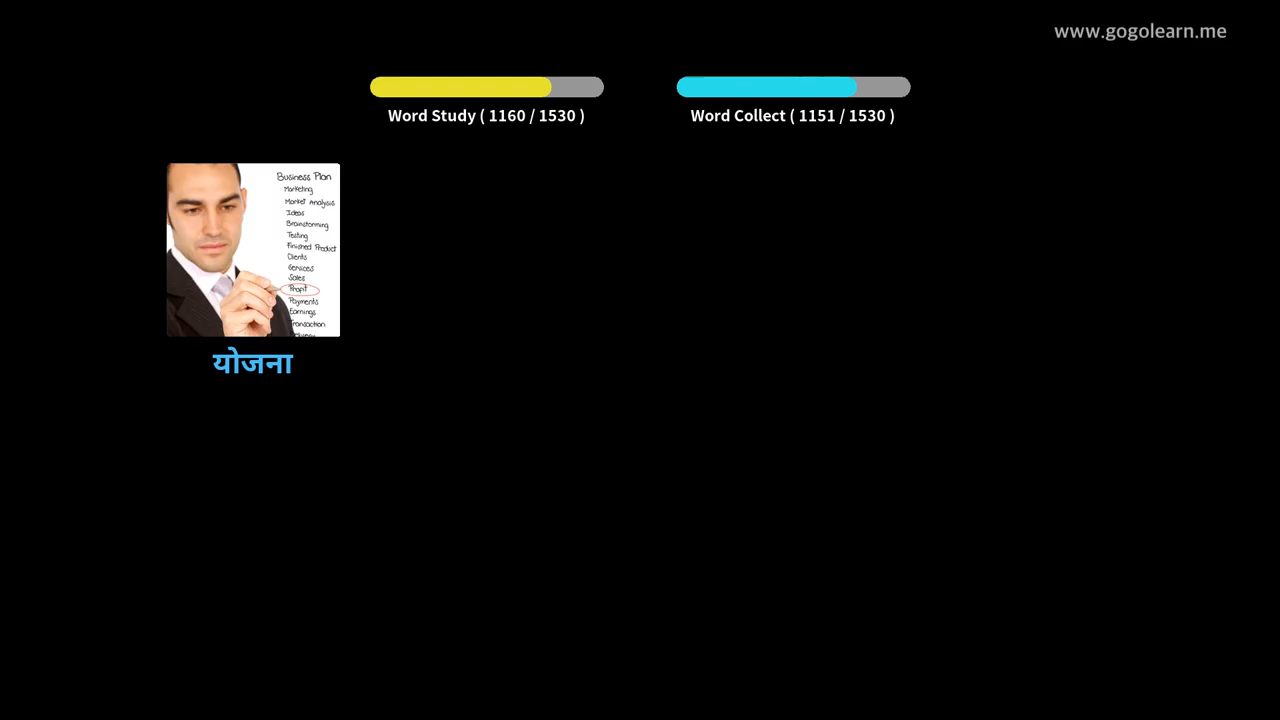 www.gogolearn.me
Word Study ( 1160 / 1530 )
Word Collect ( 1151 / 1530 )
Business Plan
Marketing
Market Analysis
Ideas
Brainstorming
Testing
Finished Product
Clients
Services
Sales
Profit
Payments
Earnings
Transaction
योजना